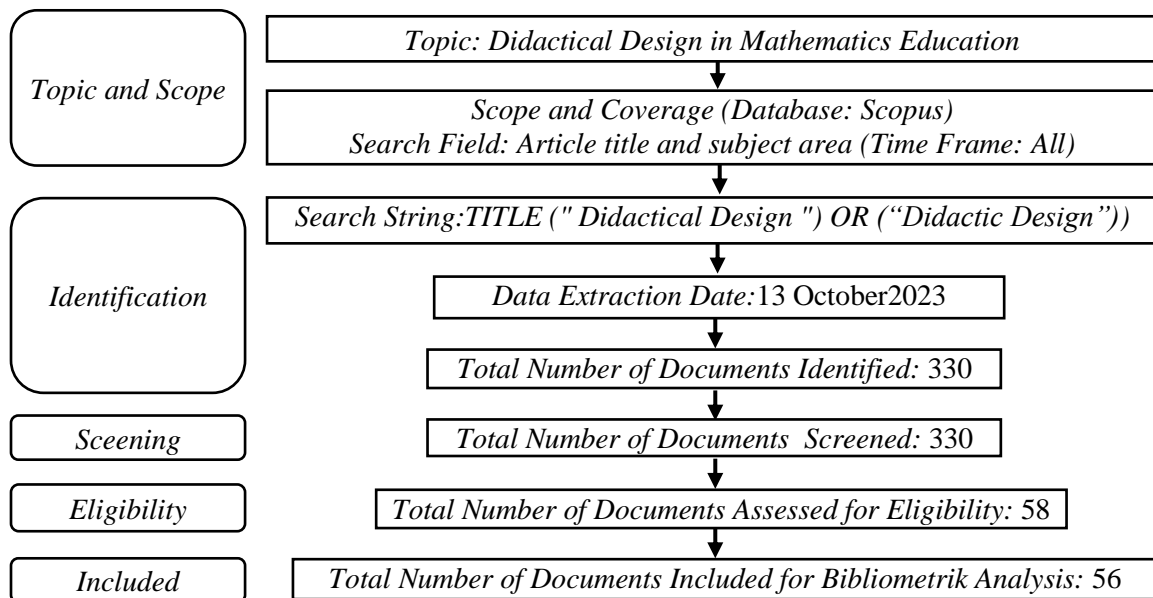 Topic and Scope
Topic: Didactical Design in Mathematics Education
Scope and Coverage (Database: Scopus)
Search Field: Article title and subject area (Time Frame: All)
Identification
Search String:TITLE (" Didactical Design ") OR (“Didactic Design”))
Data Extraction Date:13 October2023
Total Number of Documents Identified: 330
Sceening
Total Number of Documents Screened: 330
Eligibility
Total Number of Documents Assessed for Eligibility: 58
Included
Total Number of Documents Included for Bibliometrik Analysis: 56